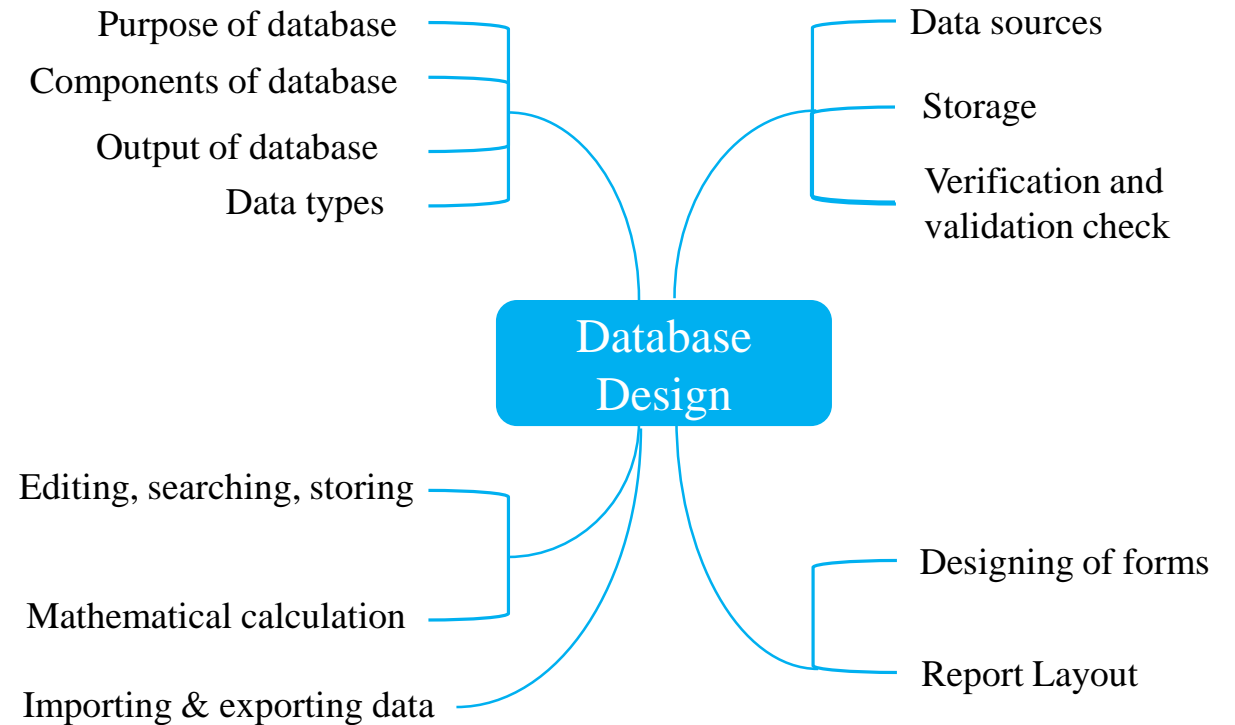 Purpose of database
Components of database
Output of database
Data types
Data sources
Storage
Verification and
validation check
Database
Design
Editing, searching, storing
Mathematical calculation
Importing & exporting data
Designing of forms
Report Layout